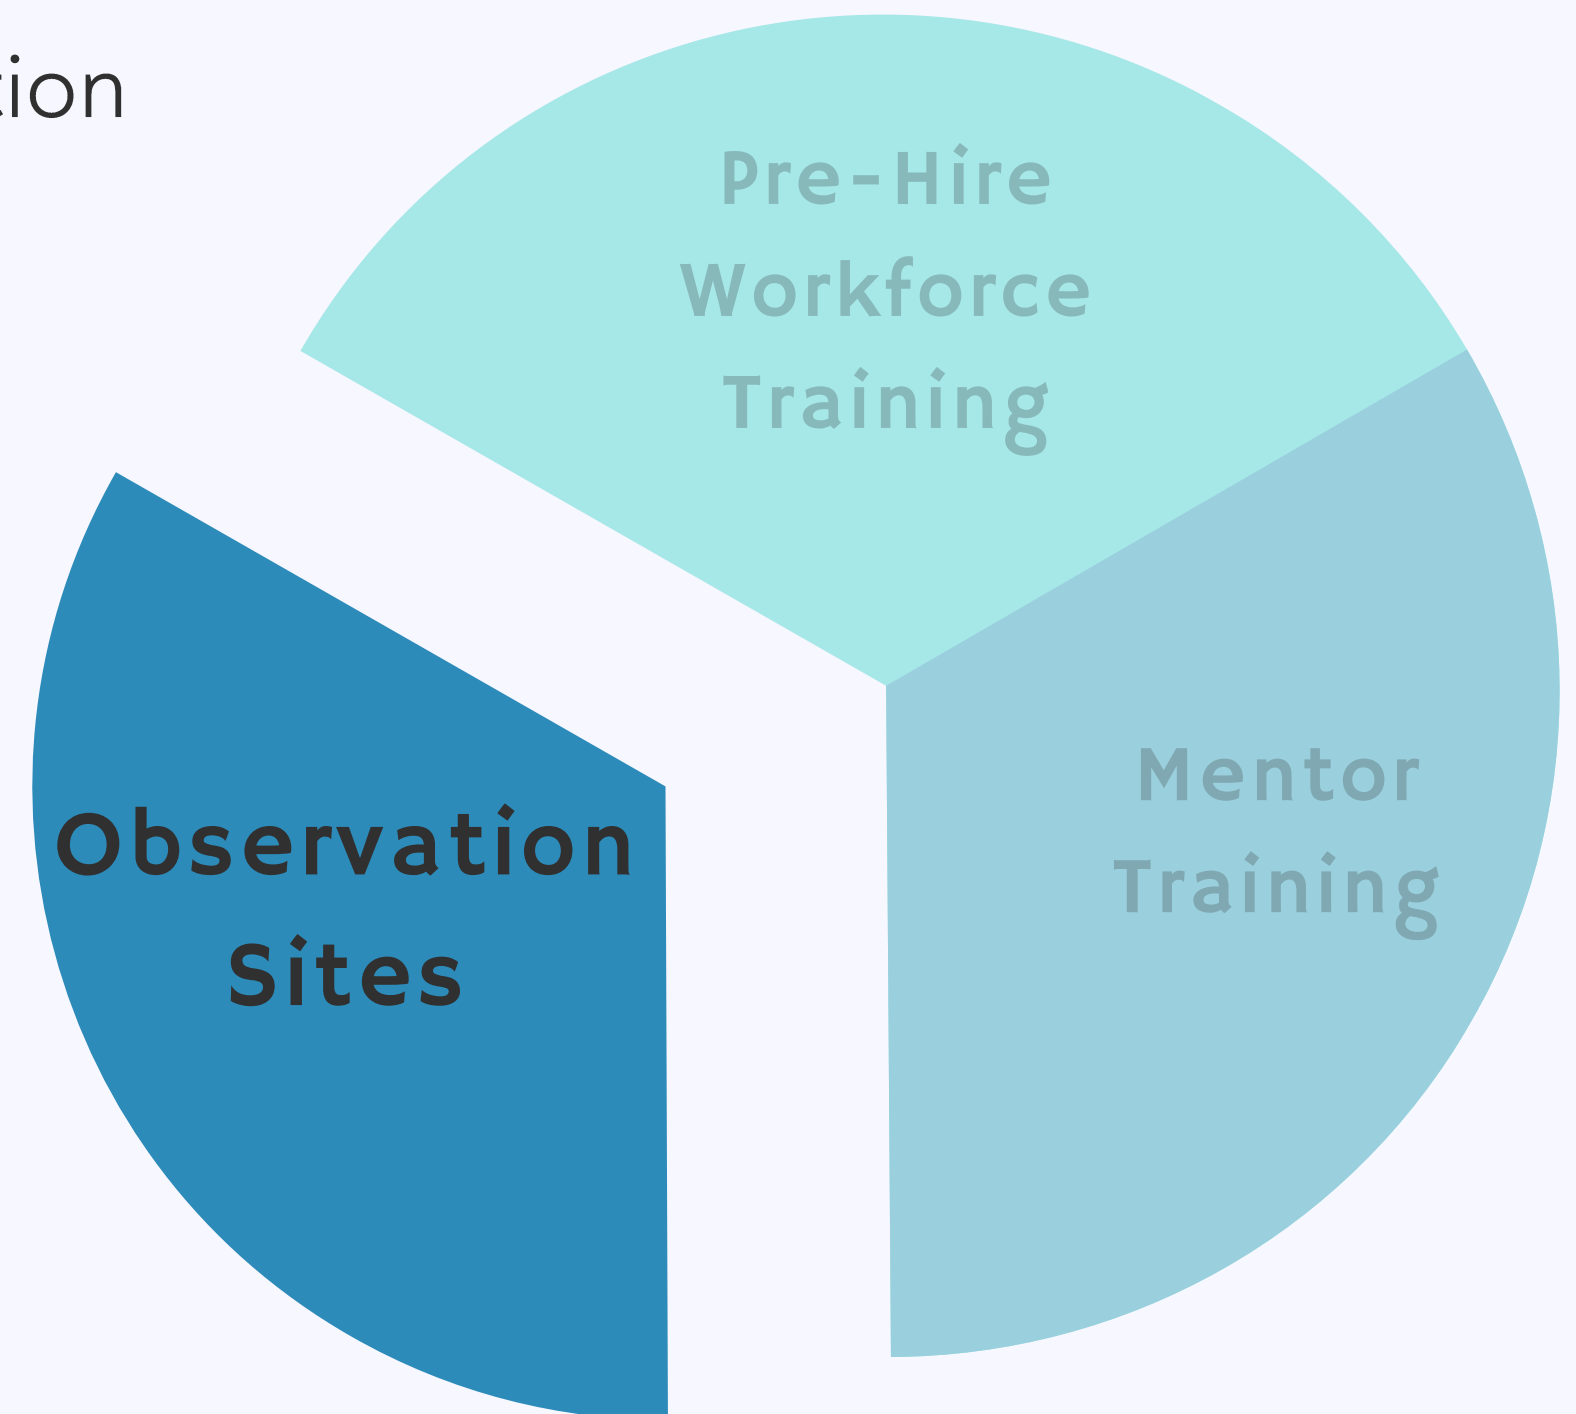 tion
Pre-Hire
Workforce
Training
Mentor
Training
Observation
Sites